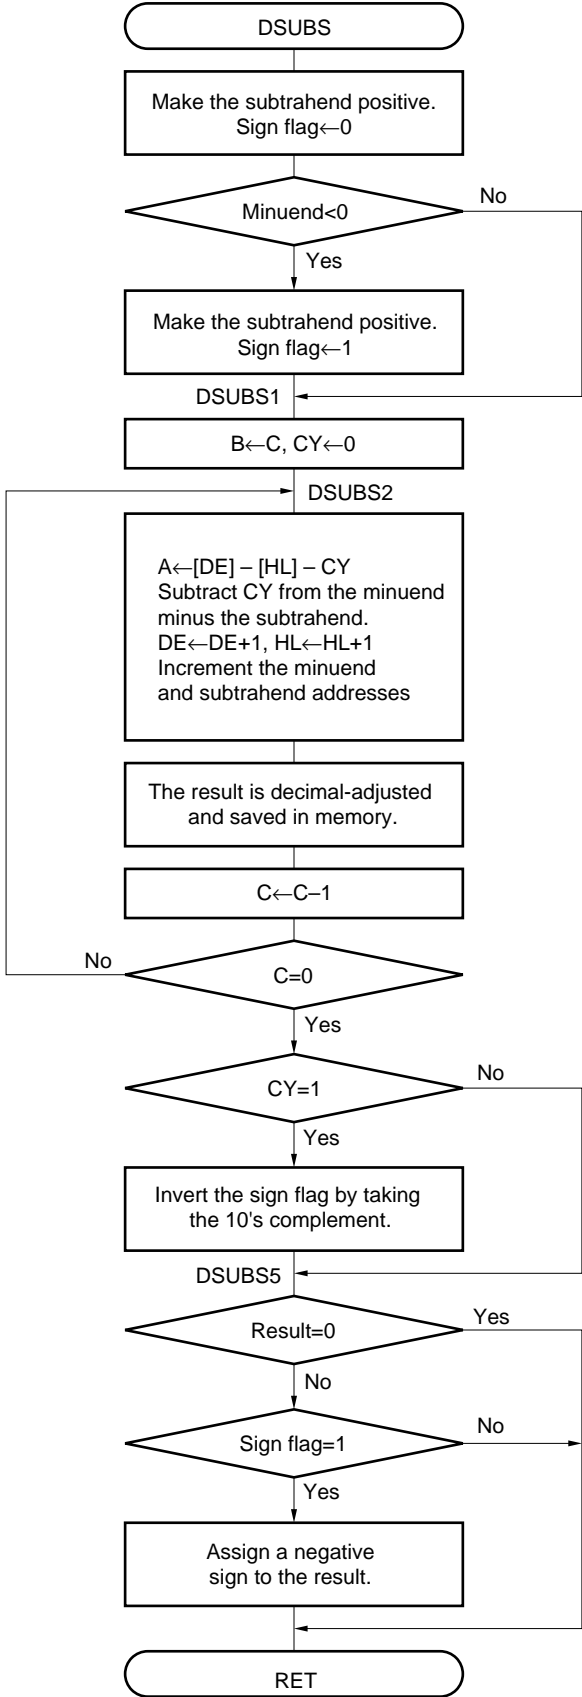 DSUBS
Make the subtrahend positive.
Sign flag←0
Minuend<0
No
Yes
Make the subtrahend positive.
Sign flag←1
DSUBS1
B←C, CY←0
DSUBS2
A←[DE] – [HL] – CY
Subtract CY from the minuend
minus the subtrahend.
DE←DE+1, HL←HL+1
Increment the minuend
and subtrahend addresses
The result is decimal-adjusted
and saved in memory.
C←C–1
No
C=0
Yes
CY=1
No
Yes
Invert the sign flag by taking
the 10's complement.
DSUBS5
Result=0
Yes
No
Sign flag=1
No
Yes
Assign a negative
sign to the result.
RET